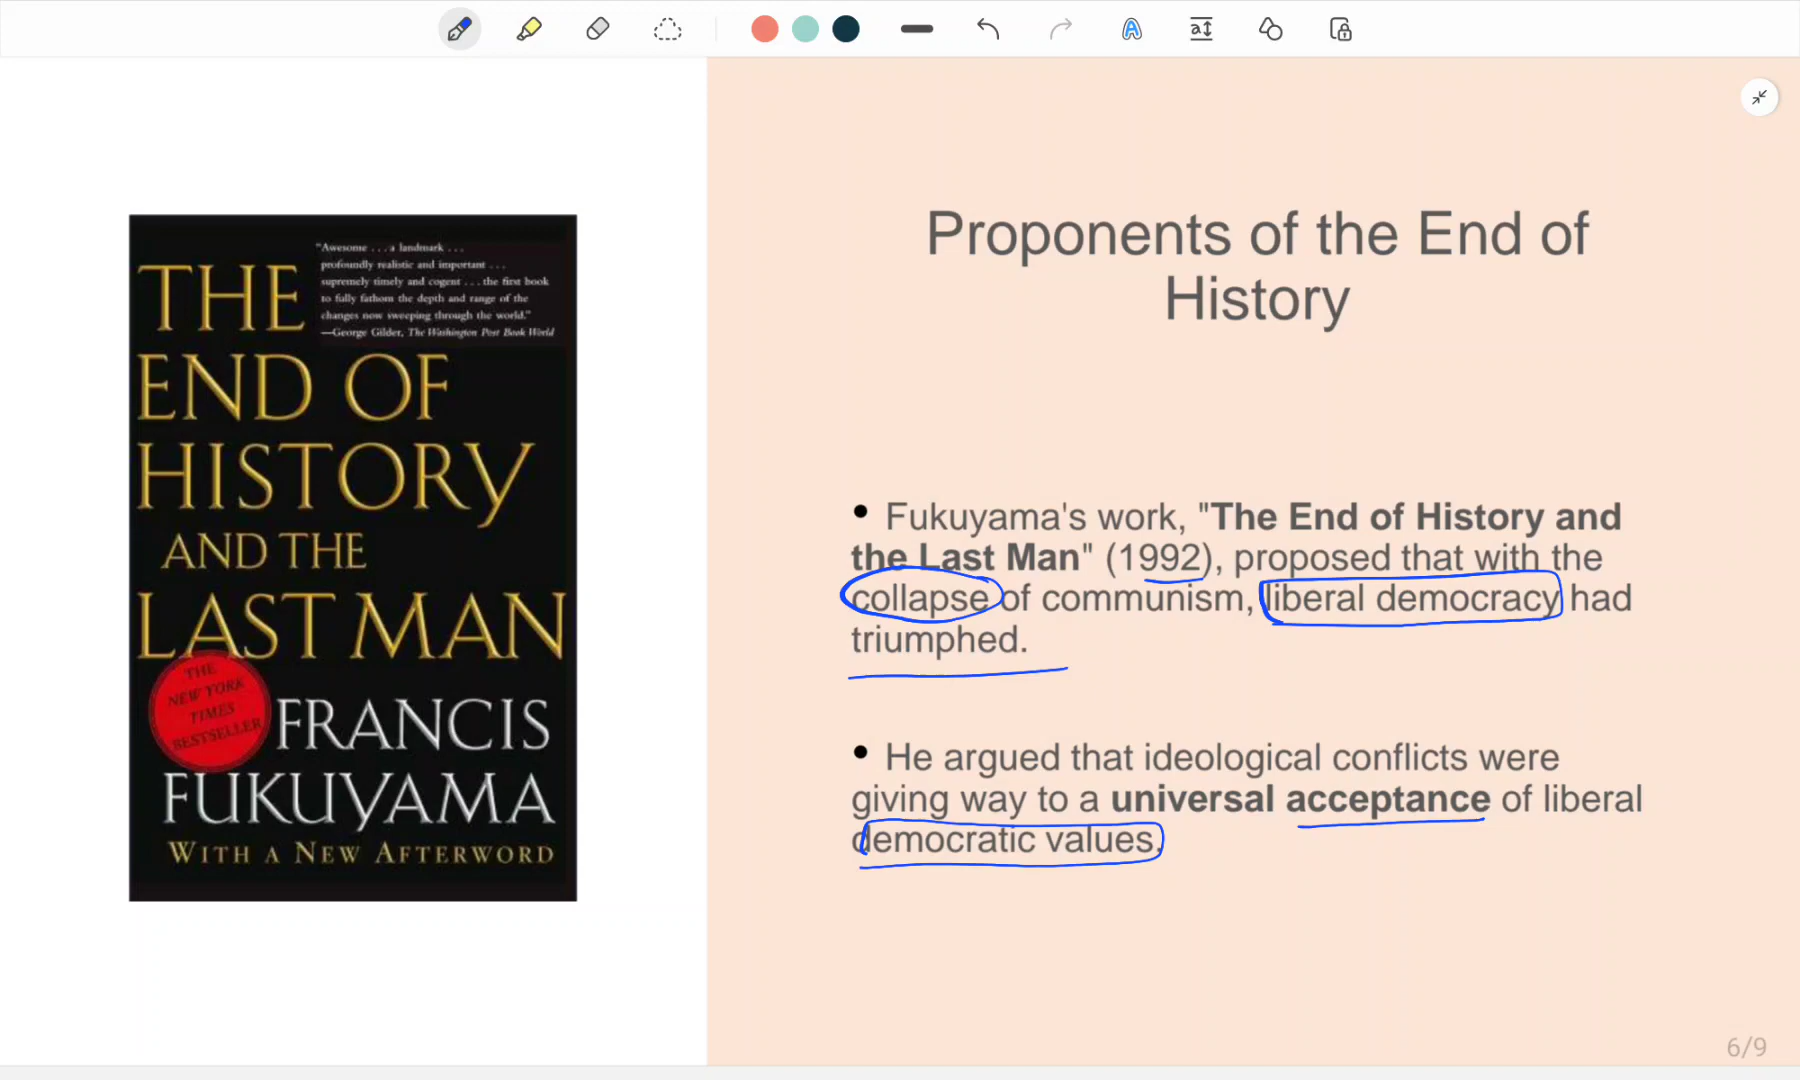 "Awesome . . . a landmark . . .
profoundly realistic and important . . .
supremely timely and cogent . . . the first book
to fully fathom the depth and range of the
changes now sweeping through the world."
—George Gilder, The Washington Post Book World
THE
END OF
HISTORY
AND THE
LAST MAN
THE
NEW YORK
TIMES
BESTSELLER
FRANCIS
FUKUYAMA
WITH A NEW AFTERWORD
Proponents of the End of
History
• Fukuyama's work, "The End of History and
the Last Man" (1992), proposed that with the
collapse of communism, liberal democracy had
triumphed.
• He argued that ideological conflicts were
giving way to a universal acceptance of liberal
democratic values.
6/9